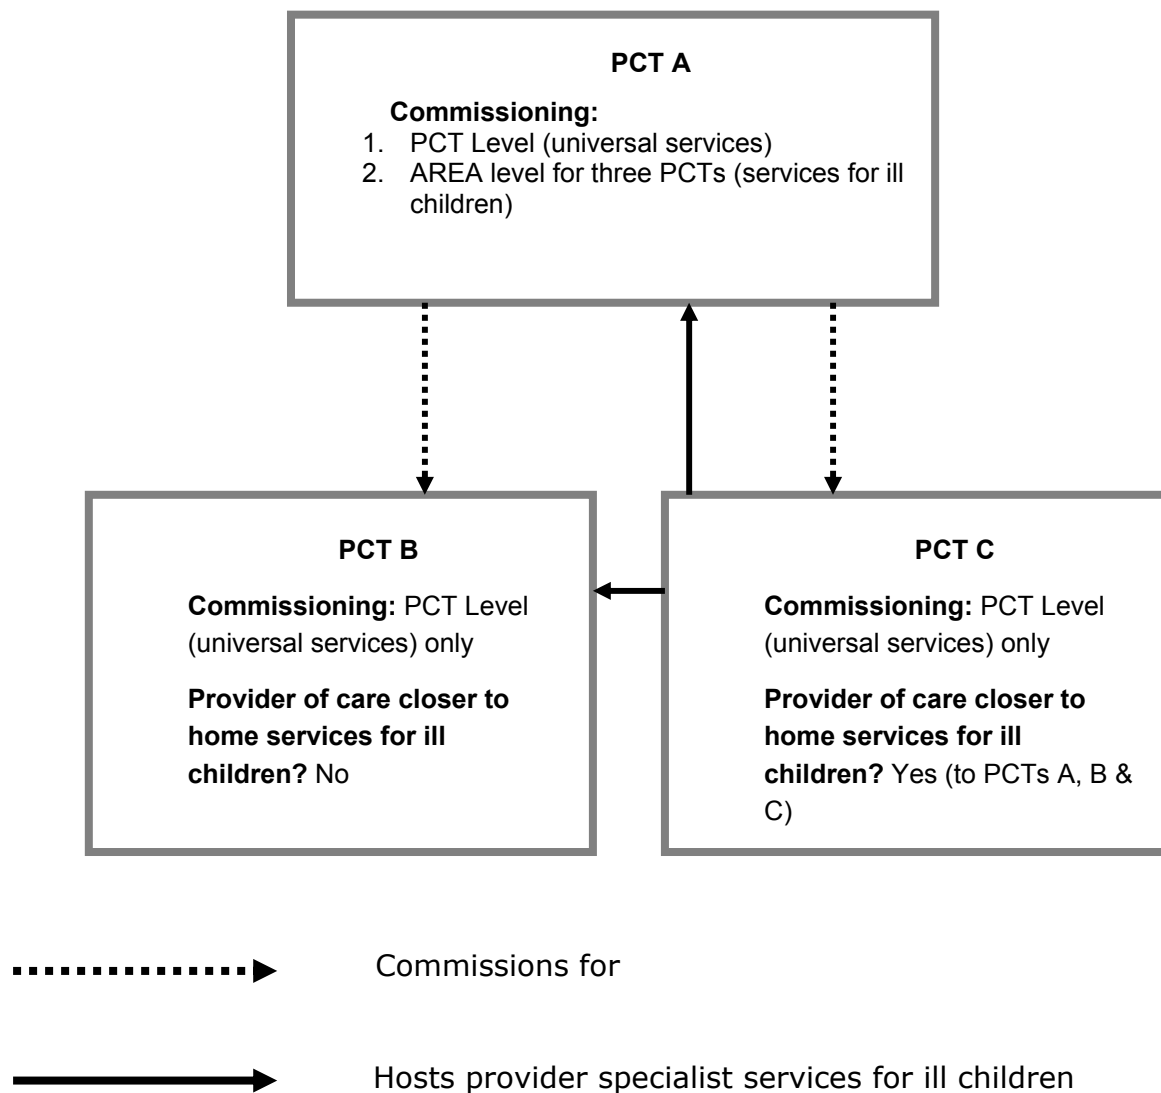 PCT A
Commissioning:
1. PCT Level (universal services)
2. AREA level for three PCTs (services for ill
children)
PCT B
Commissioning: PCT Level
(universal services) only
Provider of care closer to
home services for ill
children? No
PCT C
Commissioning: PCT Level
(universal services) only
Provider of care closer to
home services for ill
children? Yes (to PCTs A, B &
C)
Commissions for
Hosts provider specialist services for ill children